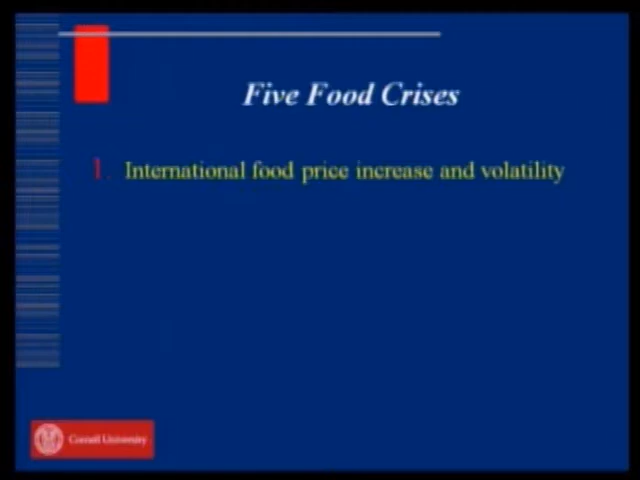 Five Food Crises
1. International food price increase and volatility
Cornell University